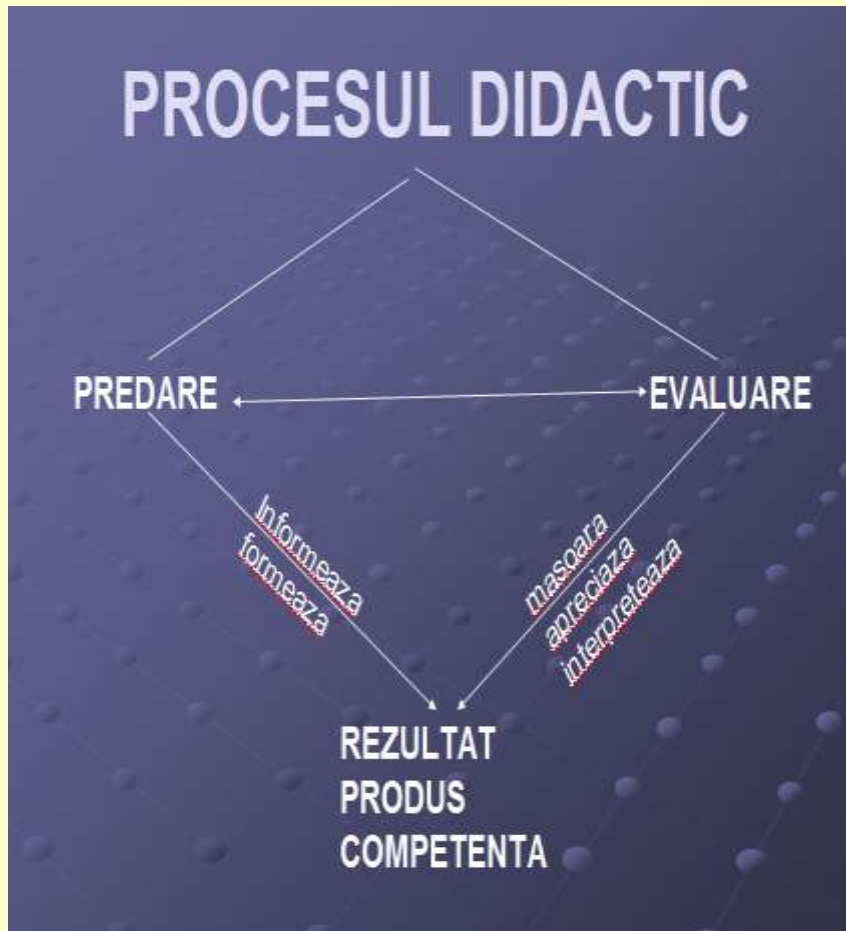 PROCESUL DIDACTIC
PREDARE
EVALUARE
Informeaza
formeaza
masoara
apreciaza
interpreteaza
REZULTAT
PRODUS
COMPETENTA